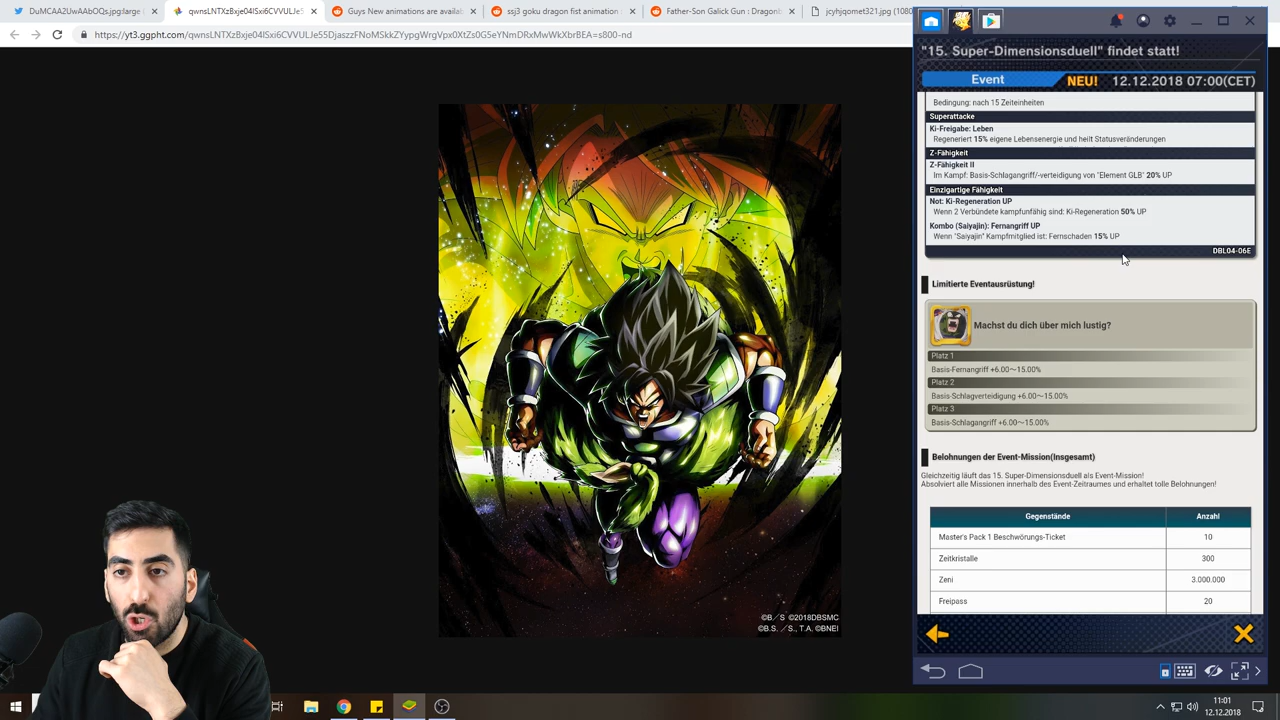 DuMCAA2UwAAOqs5.jpg:large
qwnsLNTXzBxje04lSxi6CVVULJe5
Guys New animations are availab
ssj3 goku dragon fist animation :
Father-Son Galick Gun : Dragonb
jcyhjqomet321.jpg (1080
"15. Super-Dimensionsduell" findet statt!
Event NEU! 12.12.2018 07:00(CET)
Bedingung: nach 15 Zeiteinheiten
Superattacke
Ki-Freigabe: Leben
Regeneriert 15% eigene Lebensenergie und heilt Statusveränderungen
Z-Fähigkeit
Z-Fähigkeit II
Im Kampf: Basis-Schlagangriff/-verteidigung von "Element GLB" 20% UP
Einzigartige Fähigkeit
Not: Ki-Regeneration UP
Wenn 2 Verbündete kampfunfähig sind: Ki-Regeneration 50% UP
Kombo (Saiyajin): Fernangriff UP
Wenn "Saiyajin" Kampfmitglied ist: Fernschaden 15% UP
DBL04-06E
Limitierte Eventausrüstung!
Machst du dich über mich lustig?
Platz 1
Basis-Fernangriff +6.00～15.00%
Platz 2
Basis-Schlagverteidigung +6.00～15.00%
Platz 3
Basis-Schlagangriff +6.00～15.00%
Belohnungen der Event-Mission(Insgesamt)
Gleichzeitig läuft das 15. Super-Dimensionsduell als Event-Mission!
Absolviert alle Missionen innerhalb des Event-Zeitraumes und erhaltet tolle Belohnungen!
Gegenstände Anzahl
Master's Pack 1 Beschwörungs-Ticket 10
Zeitkristalle 300
Zeni 3.000.000
Freipass 20
©B／S ©2018DBSMC
©B.S.／S., T.A. ©BNEI
11:01
12.12.2018